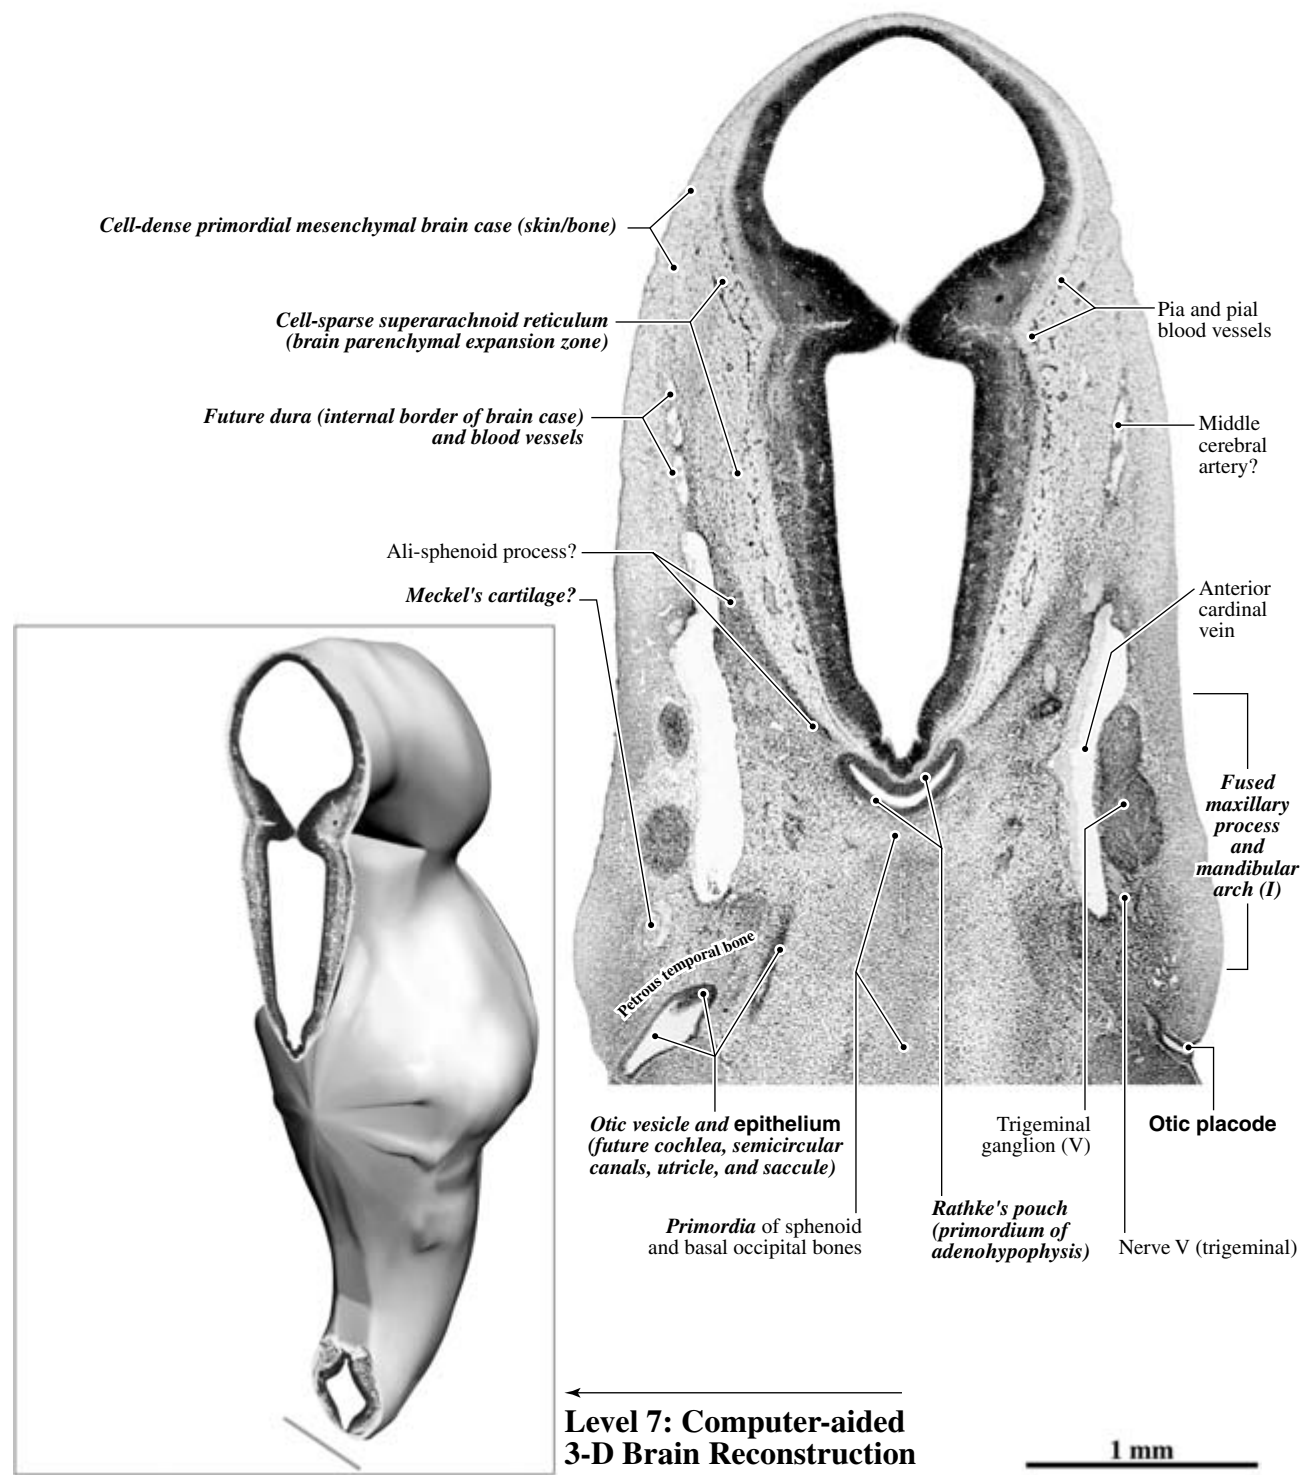 Cell-dense primordial mesenchymal brain case (skin/bone)
Cell-sparse superarachnoid reticulum
(brain parenchymal expansion zone)
Future dura (internal border of brain case)
and blood vessels
Ali-sphenoid process?
Meckel's cartilage?
Pia and pial
blood vessels
Middle
cerebral
artery?
Anterior
cardinal
vein
Fused
maxillary
process
and
mandibular
arch (I)
Petrous temporal bone
Otic vesicle and epithelium
(future cochlea, semicircular
canals, utricle, and saccule)
Primordia of sphenoid
and basal occipital bones
Rathke's pouch
(primordium of
adenohypophysis)
Trigeminal
ganglion (V)
Otic placode
Nerve V (trigeminal)
Level 7: Computer-aided
3-D Brain Reconstruction
1 mm